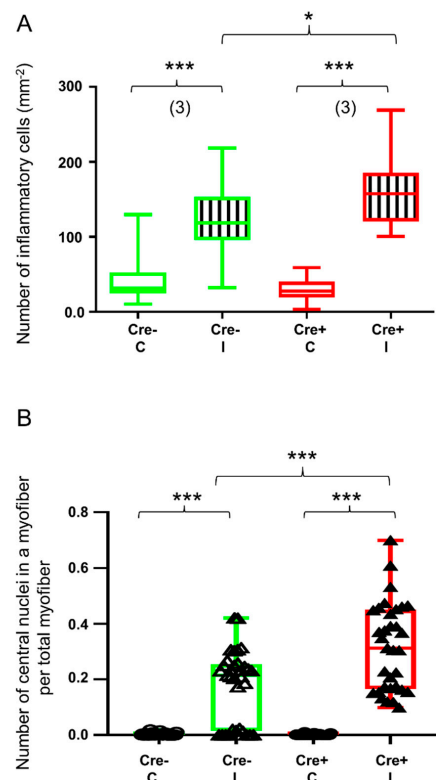 A
*
***
***
(3)
(3)
Number of inflammatory cells (mm-2)
300
200
100
0.0
Cre- Cre- Cre+ Cre+
C I C I
B
***
***
***
Number of central nuclei in a myofiber
per total myofiber
0.8
0.6
0.4
0.2
0.0
Cre- Cre- Cre+ Cre+
C I C I